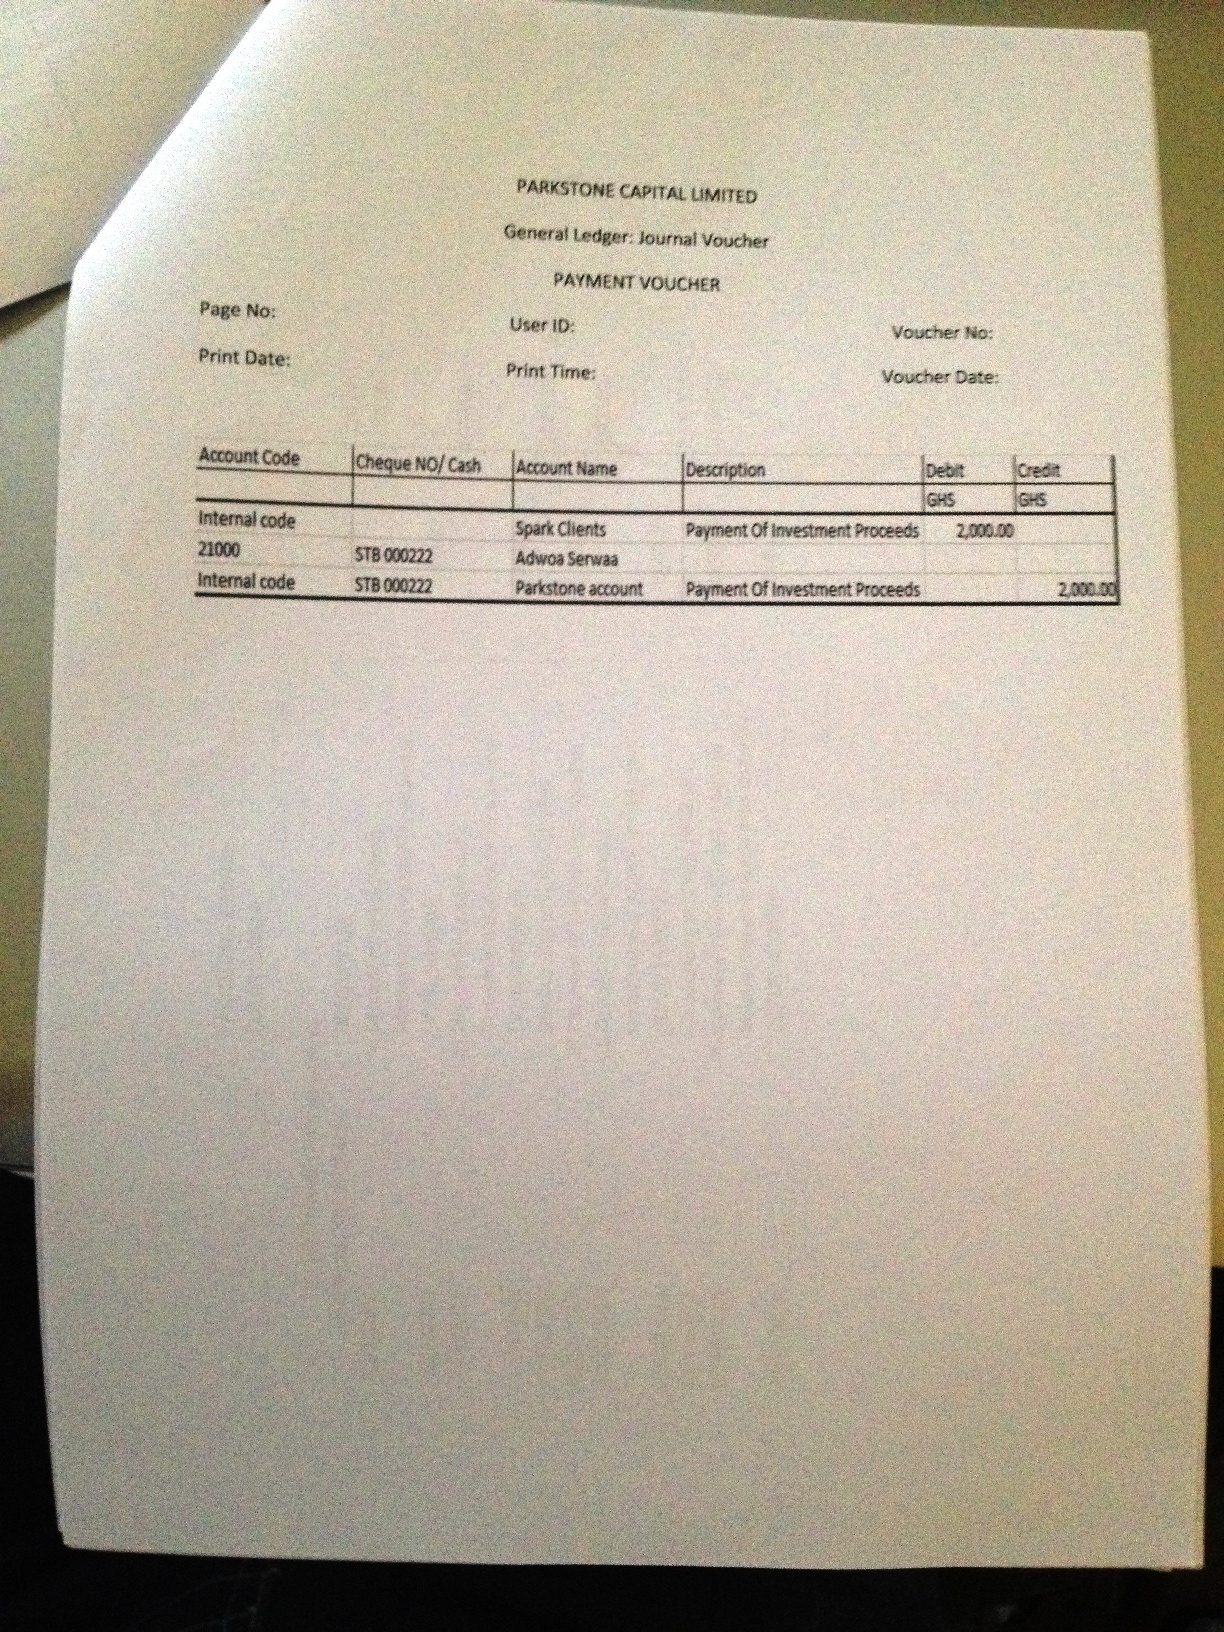 PARKSTONE CAPITAL LIMITED
General Ledger: Journal Voucher
PAYMENT VOUCHER
Page No: User ID: Voucher No:
Print Date: Print Time: Voucher Date:
Account Code Cheque NO/ Cash Account Name Description Debit Credit
GHS GHS
Internal code Spark Clients Payment Of Investment Proceeds 2,000.00
21000 STB 000222 Adwoa Serwaa
Internal code STB 000222 Parkstone account Payment Of Investment Proceeds 2,000.00